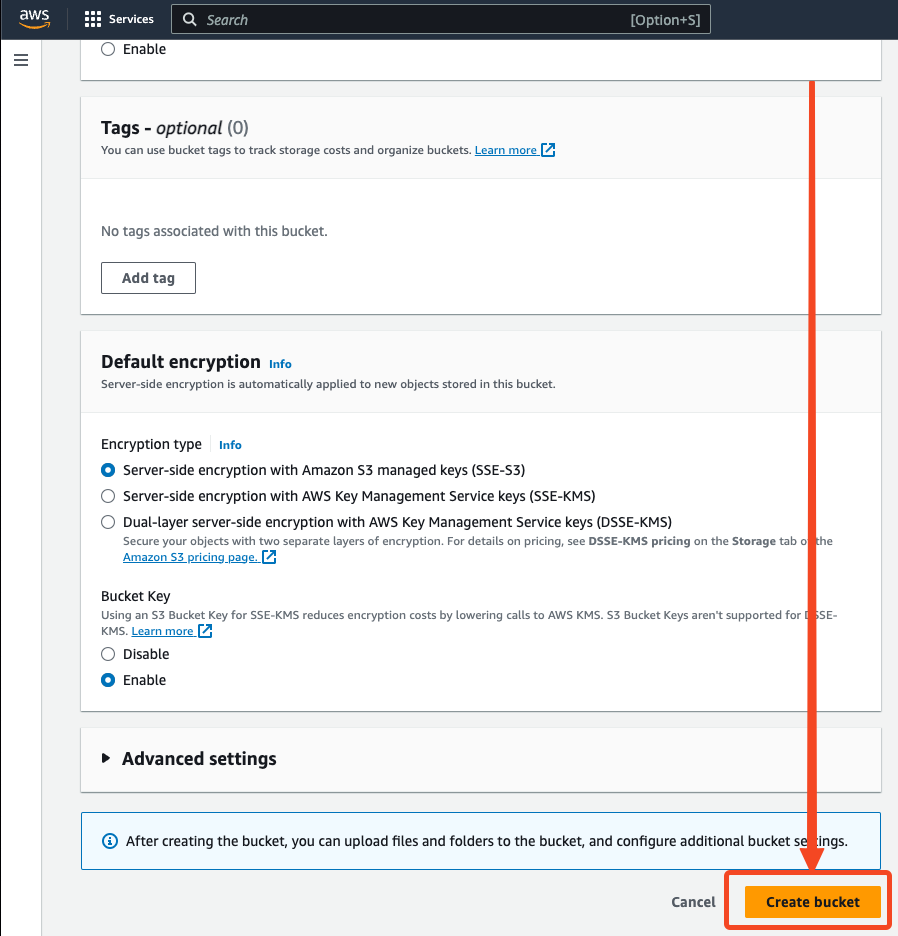 aws
Services
Search
[Option+S]
Enable
Tags - optional (0)
You can use bucket tags to track storage costs and organize buckets. Learn more
No tags associated with this bucket.
Add tag
Default encryption Info
Server-side encryption is automatically applied to new objects stored in this bucket.
Encryption type Info
Server-side encryption with Amazon S3 managed keys (SSE-S3)
Server-side encryption with AWS Key Management Service keys (SSE-KMS)
Dual-layer server-side encryption with AWS Key Management Service keys (DSSE-KMS)
Secure your objects with two separate layers of encryption. For details on pricing, see DSSE-KMS pricing on the Storage tab of the
Amazon S3 pricing page.
Bucket Key
Using an S3 Bucket Key for SSE-KMS reduces encryption costs by lowering calls to AWS KMS. S3 Bucket Keys aren't supported for DSSE-
KMS. Learn more
Disable
Enable
Advanced settings
After creating the bucket, you can upload files and folders to the bucket, and configure additional bucket settings.
Cancel
Create bucket